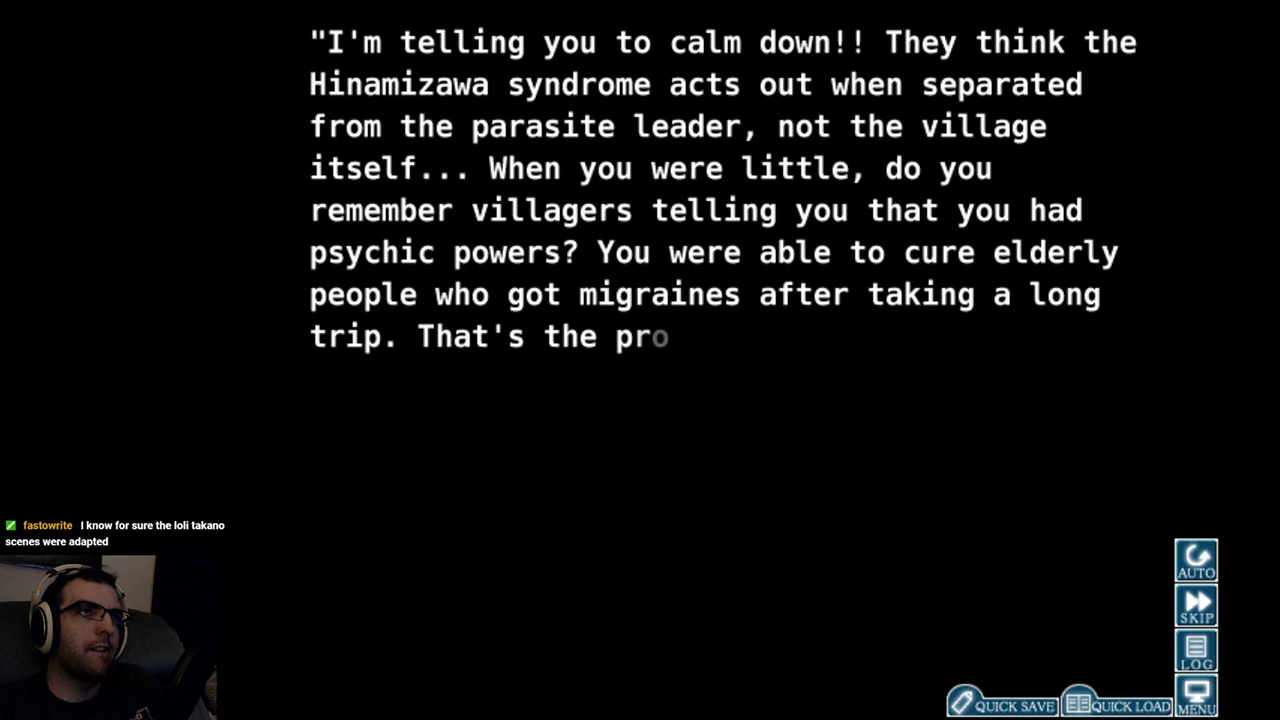 "I'm telling you to calm down!! They think the
Hinamizawa syndrome acts out when separated
from the parasite leader, not the village
itself... When you were little, do you
remember villagers telling you that you had
psychic powers? You were able to cure elderly
people who got migraines after taking a long
trip. That's the pro
fastowrite I know for sure the loli takano
scenes were adapted
AUTO
SKIP
LOG
MENU
QUICK SAVE
QUICK LOAD